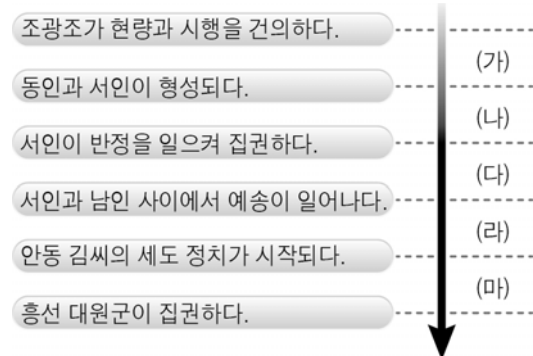 조광조가 현량과 시행을 건의하다.
(가)
동인과 서인이 형성되다.
(나)
서인이 반정을 일으켜 집권하다.
(다)
서인과 남인 사이에서 예송이 일어나다.
(라)
안동 김씨의 세도 정치가 시작되다.
(마)
흥선 대원군이 집권하다.